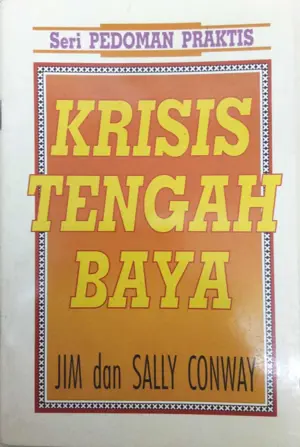 Seri PEDOMAN PRAKTIS
KRISIS
TENGAH
BAYA
JIM dan SALLY CONWAY